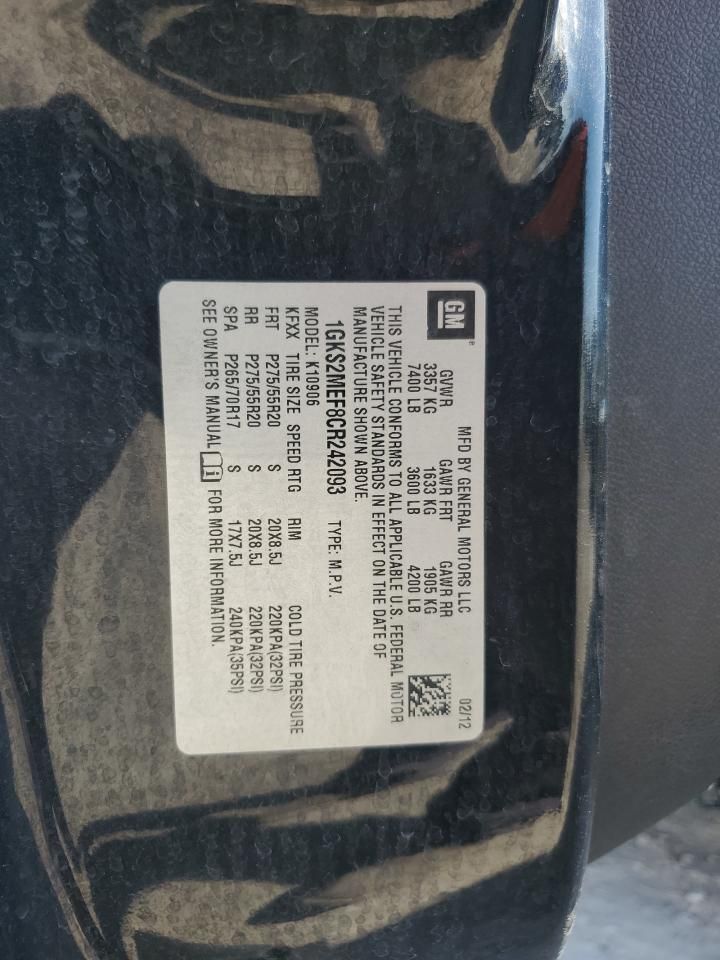 GM
MFD BY GENERAL MOTORS LLC 02/12
GVWR GAWR FRT GAWR RR
3357 KG 1633 KG 1905 KG
7400 LB 3600 LB 4200 LB
THIS VEHICLE CONFORMS TO ALL APPLICABLE U.S. FEDERAL MOTOR
VEHICLE SAFETY STANDARDS IN EFFECT ON THE DATE OF
MANUFACTURE SHOWN ABOVE.
1GKS2MEF8CR242093 TYPE: M.P.V.
MODEL: K10906
KFXX TIRE SIZE SPEED RTG RIM COLD TIRE PRESSURE
FRT P275/55R20 S 20X8.5J 220KPA(32PSI)
RR P275/55R20 S 20X8.5J 220KPA(32PSI)
SPA P265/70R17 S 17X7.5J 240KPA(35PSI)
SEE OWNER'S MANUAL FOR MORE INFORMATION.